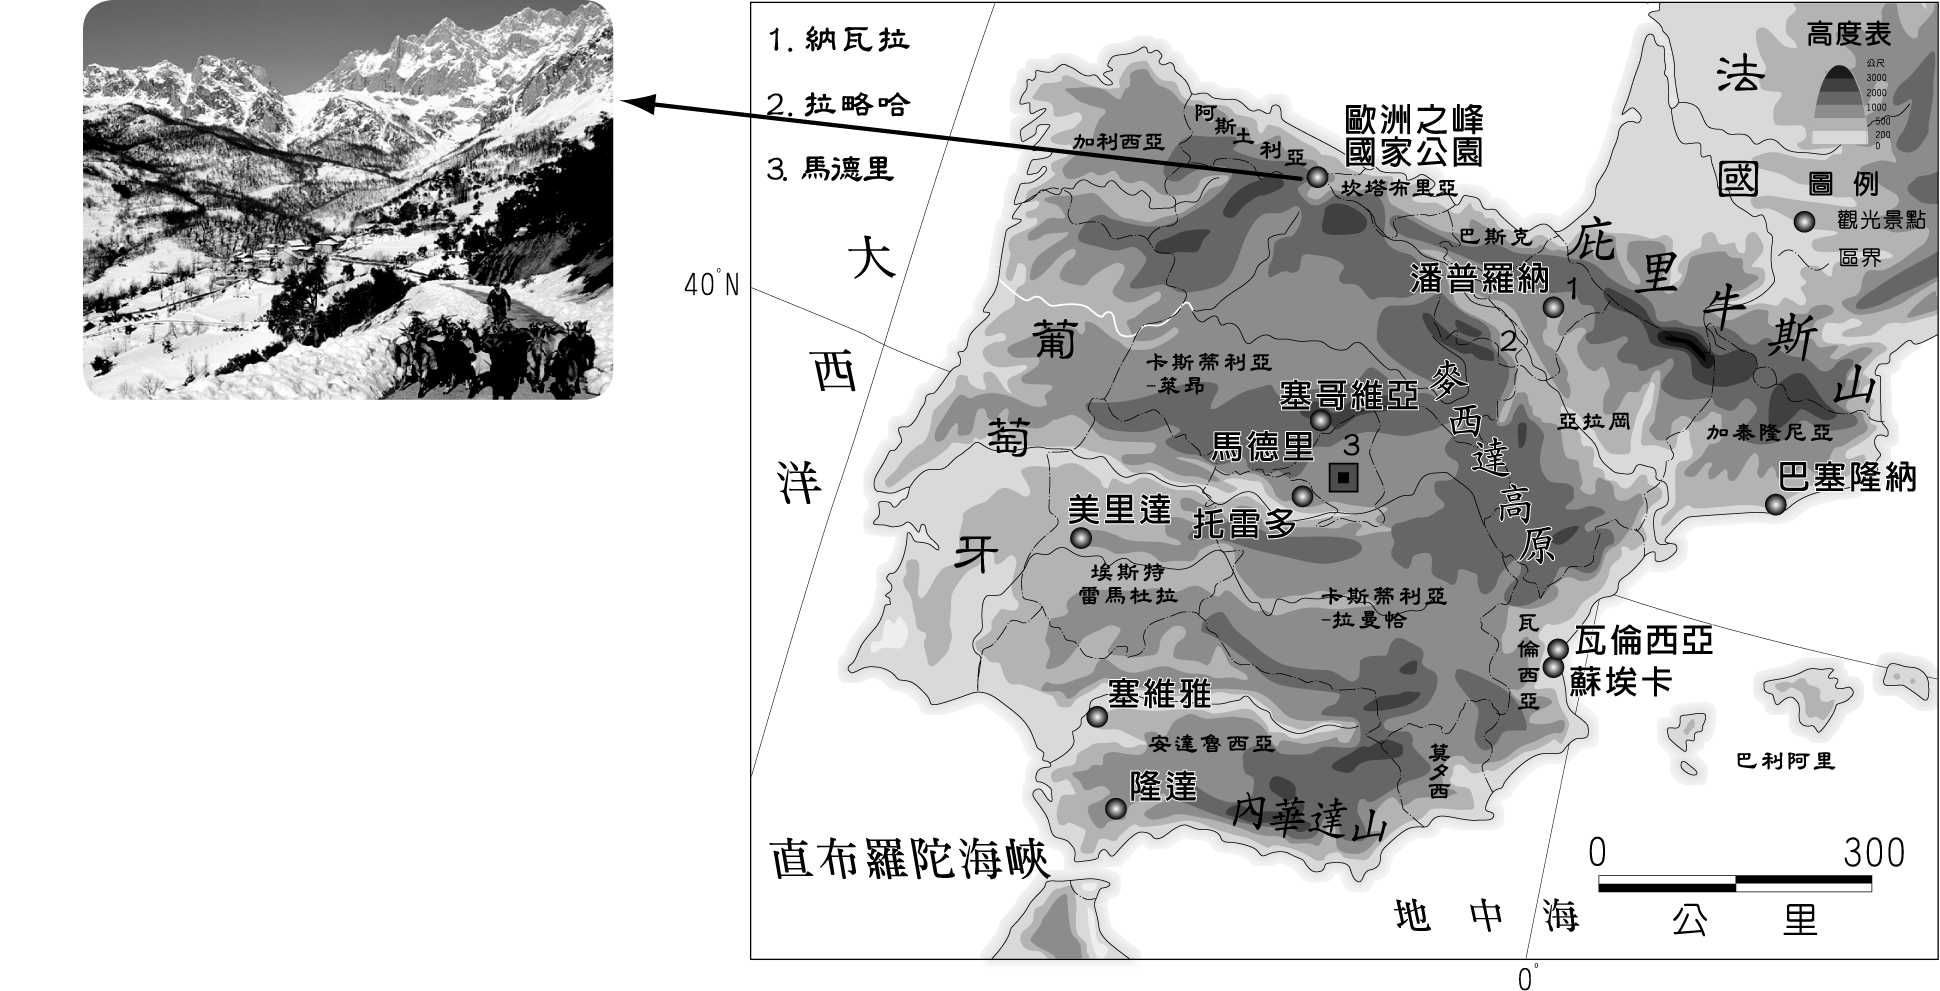 1. 納瓦拉
2. 拉略哈
3. 馬德里
高度表
公尺
3000
2000
1000
500
200
0
圖例
觀光景點
區界
法
國
歐洲之峰
國家公園
加利西亞
阿斯土利亞
坎塔布里亞
巴斯克
潘普羅納
1
2
庇里牛斯山
大西洋
40°N
葡萄牙
卡斯蒂利亞
-萊昂
塞哥維亞
馬德里
3
托雷多
麥西達高原
亞拉岡
加泰隆尼亞
巴塞隆納
美里達
埃斯特
雷馬杜拉
卡斯蒂利亞
-拉曼恰
瓦倫西亞
瓦倫西亞
蘇埃卡
塞維雅
安達魯西亞
隆達
內華達山
莫夕西
巴利阿里
直布羅陀海峽
地中海
0
300
公里
0°